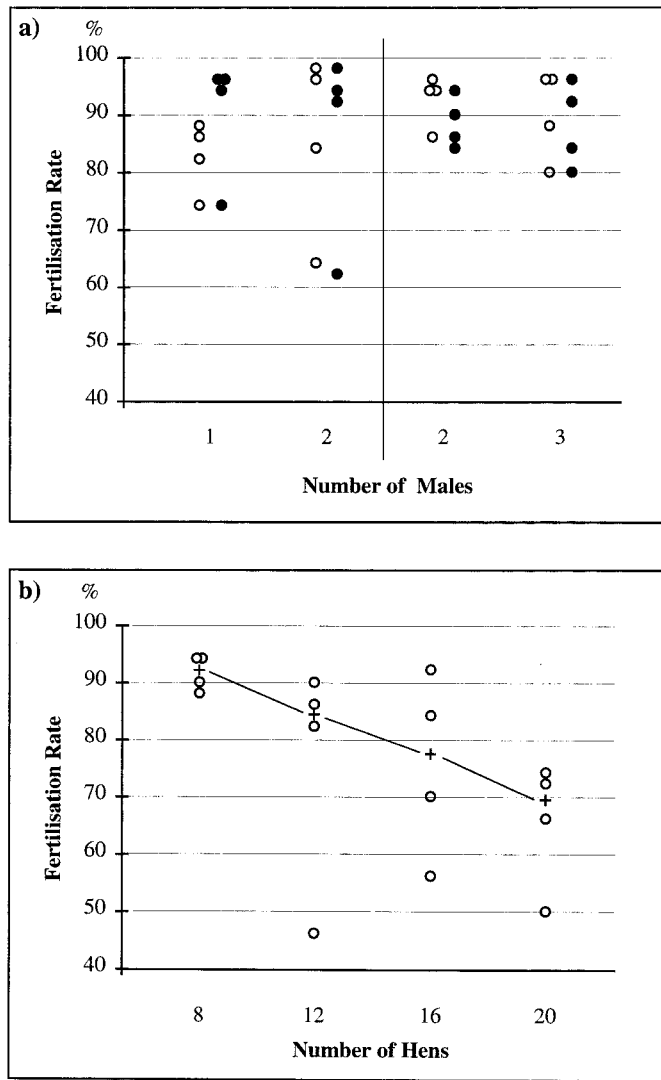 a)
%
100
90
80
70
60
50
40
Fertilisation Rate
1 2 2 3
Number of Males
b)
%
100
90
80
70
60
50
40
Fertilisation Rate
8 12 16 20
Number of Hens